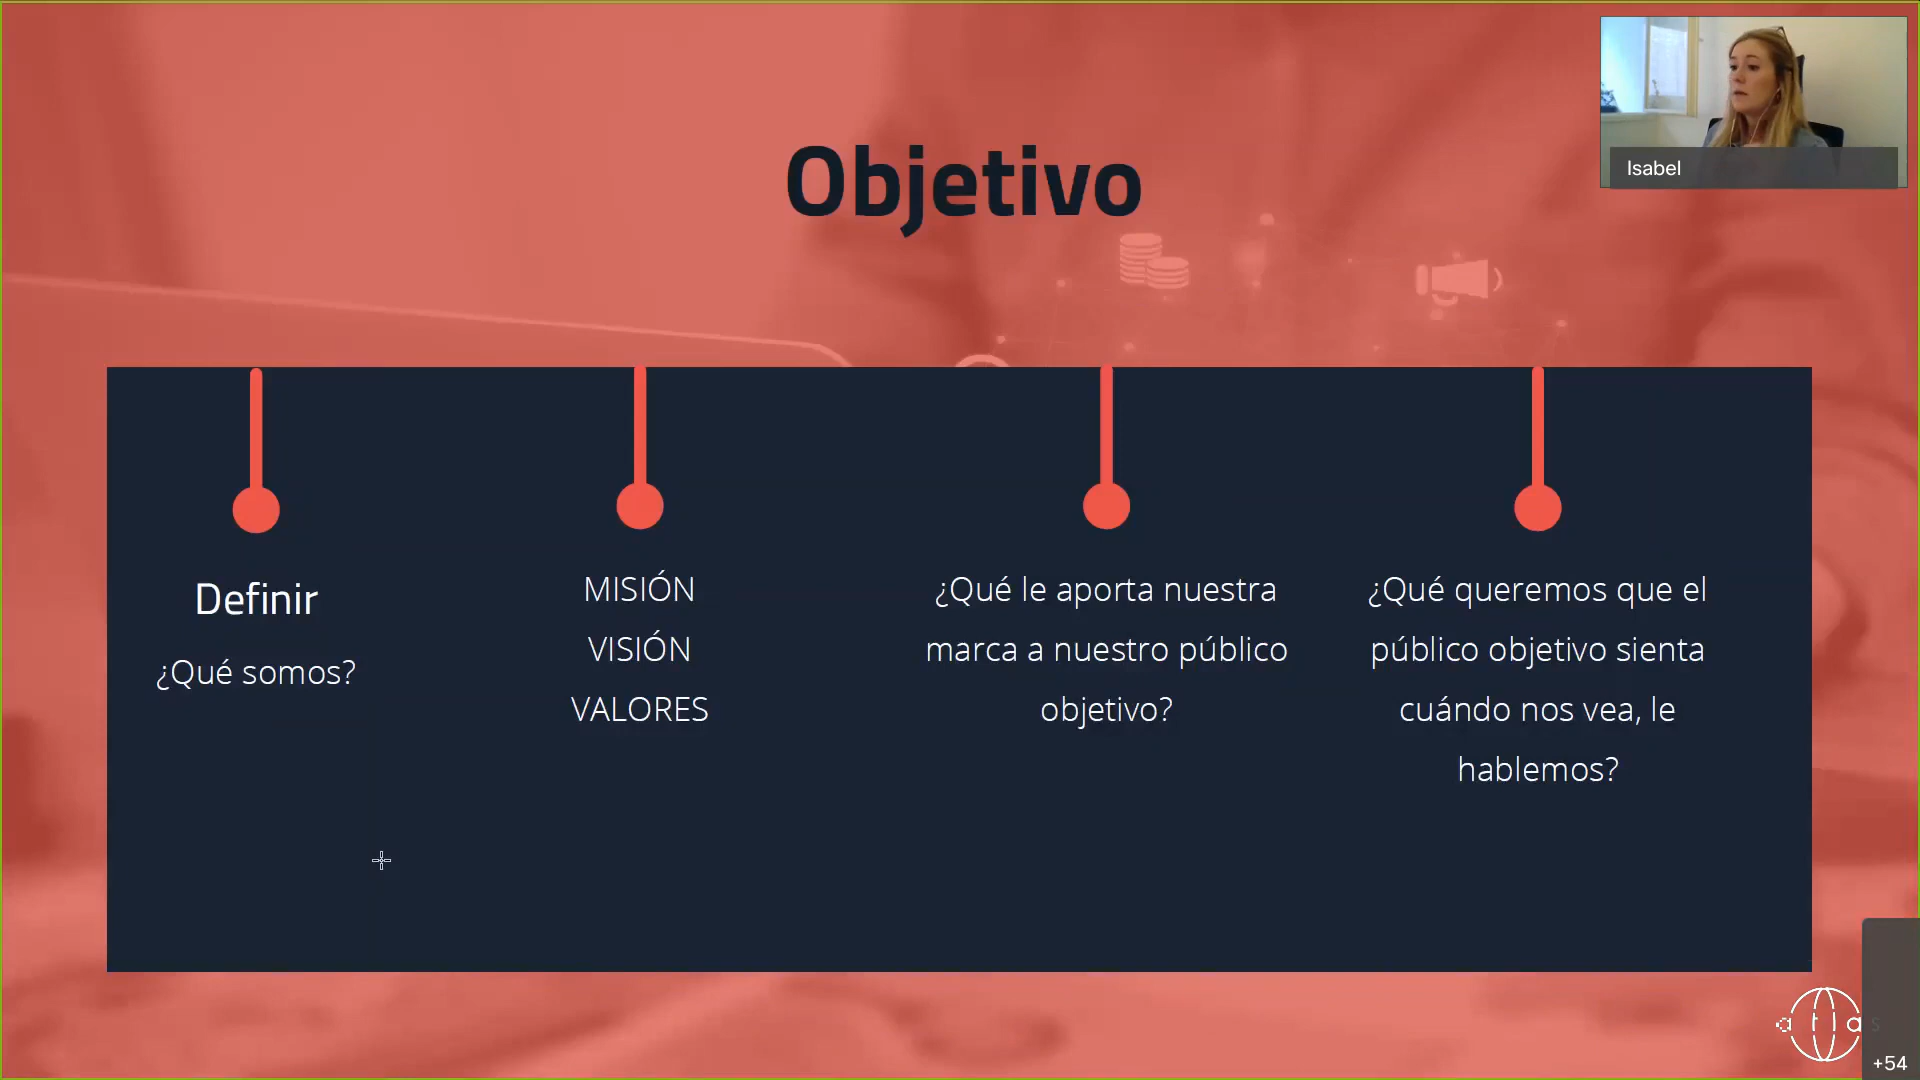 Isabel
Objetivo
Definir
¿Qué somos?
MISIÓN
VISIÓN
VALORES
¿Qué le aporta nuestra
marca a nuestro público
objetivo?
¿Qué queremos que el
público objetivo sienta
cuándo nos vea, le
hablemos?
atlas
+54